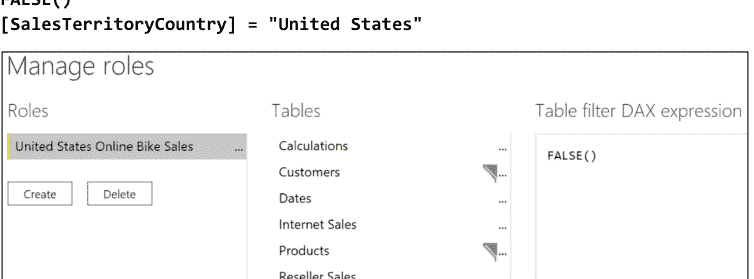 FALSE()
[SalesTerritoryCountry] = "United States"
Manage roles
Roles
Tables
Table filter DAX expression
United States Online Bike Sales ...
Calculations ...
FALSE()
Customers ...
Create
Delete
Dates ...
Internet Sales ...
Products ...
Reseller Sales